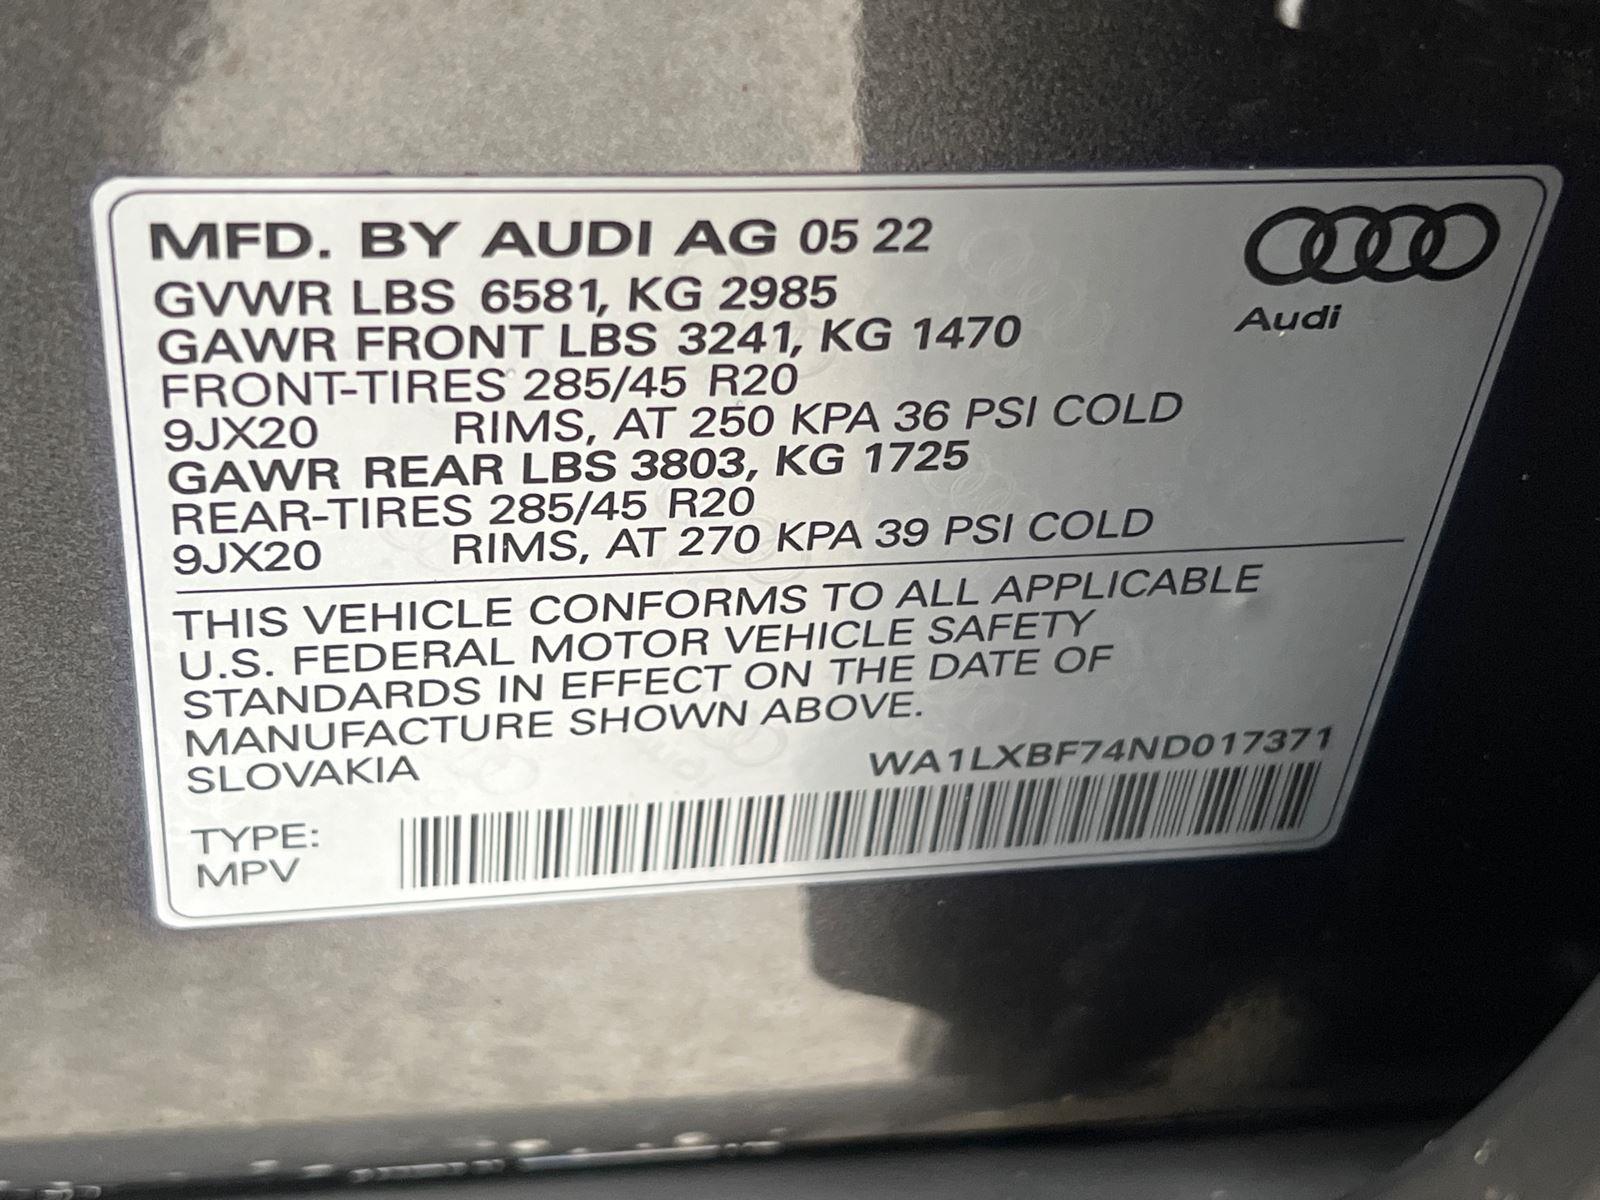 MFD. BY AUDI AG 05 22
GVWR LBS 6581, KG 2985
GAWR FRONT LBS 3241, KG 1470
FRONT-TIRES 285/45 R20
9JX20 RIMS, AT 250 KPA 36 PSI COLD
GAWR REAR LBS 3803, KG 1725
REAR-TIRES 285/45 R20
9JX20 RIMS, AT 270 KPA 39 PSI COLD
Audi
THIS VEHICLE CONFORMS TO ALL APPLICABLE
U.S. FEDERAL MOTOR VEHICLE SAFETY
STANDARDS IN EFFECT ON THE DATE OF
MANUFACTURE SHOWN ABOVE.
SLOVAKIA
WA1LXBF74ND017371
TYPE:
MPV